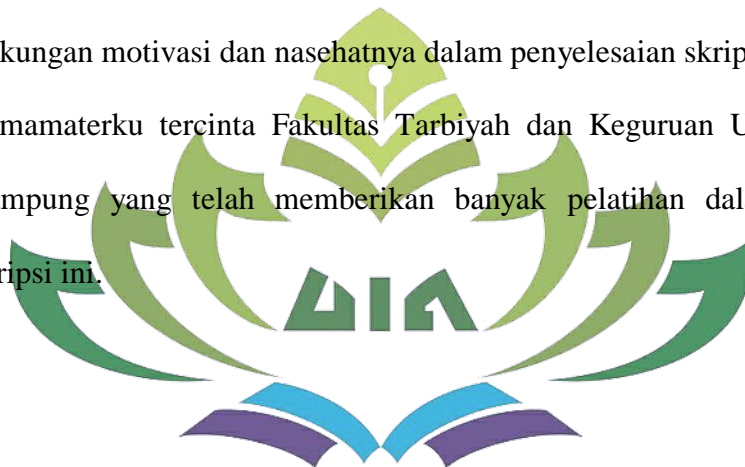 kungan motivasi dan nasehatnya dalam penyelesaian skrip
mamaterku tercinta Fakultas Tarbiyah dan Keguruan U
mpung yang telah memberikan banyak pelatihan dala
ripsi ini.
UIN